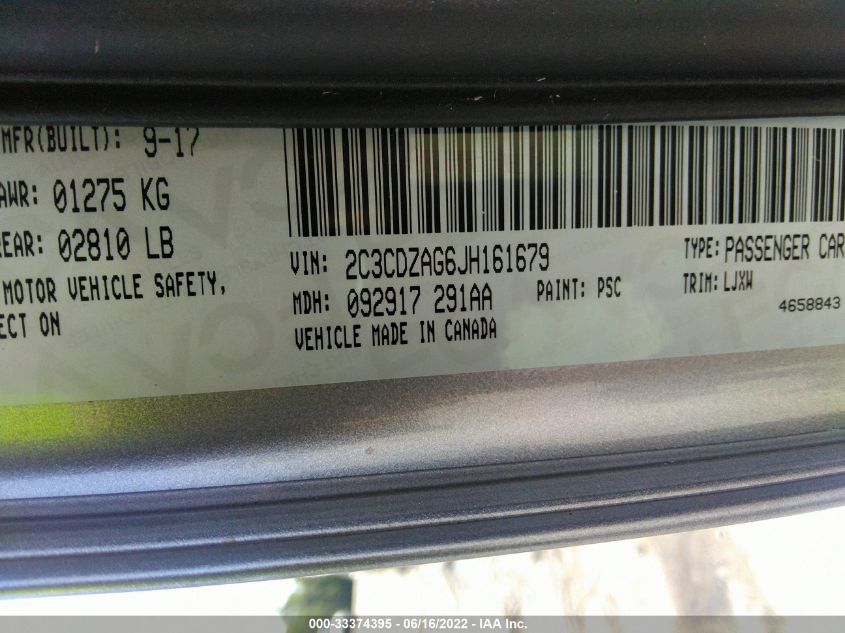 MFR(BUILT): 9-17
AWR: 01275 KG
REAR: 02810 LB
MOTOR VEHICLE SAFETY,
ECT ON
VIN: 2C3CDZAG6JH161679
TYPE: PASSENGER CAR
MDH: 092917 291AA
PAINT: PSC
TRIM: LJXW
VEHICLE MADE IN CANADA
4658843
000-33374395 - 06/16/2022 - IAA Inc.